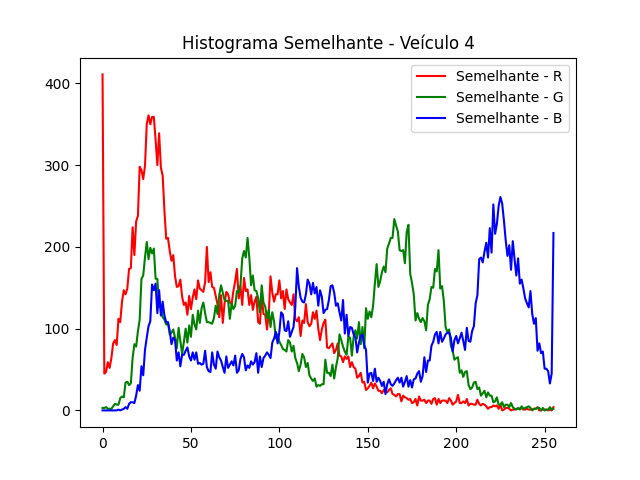 Histograma Semelhante - Veículo 4
Semelhante - R
Semelhante - G
Semelhante - B
400
300
200
100
0
0 50 100 150 200 250